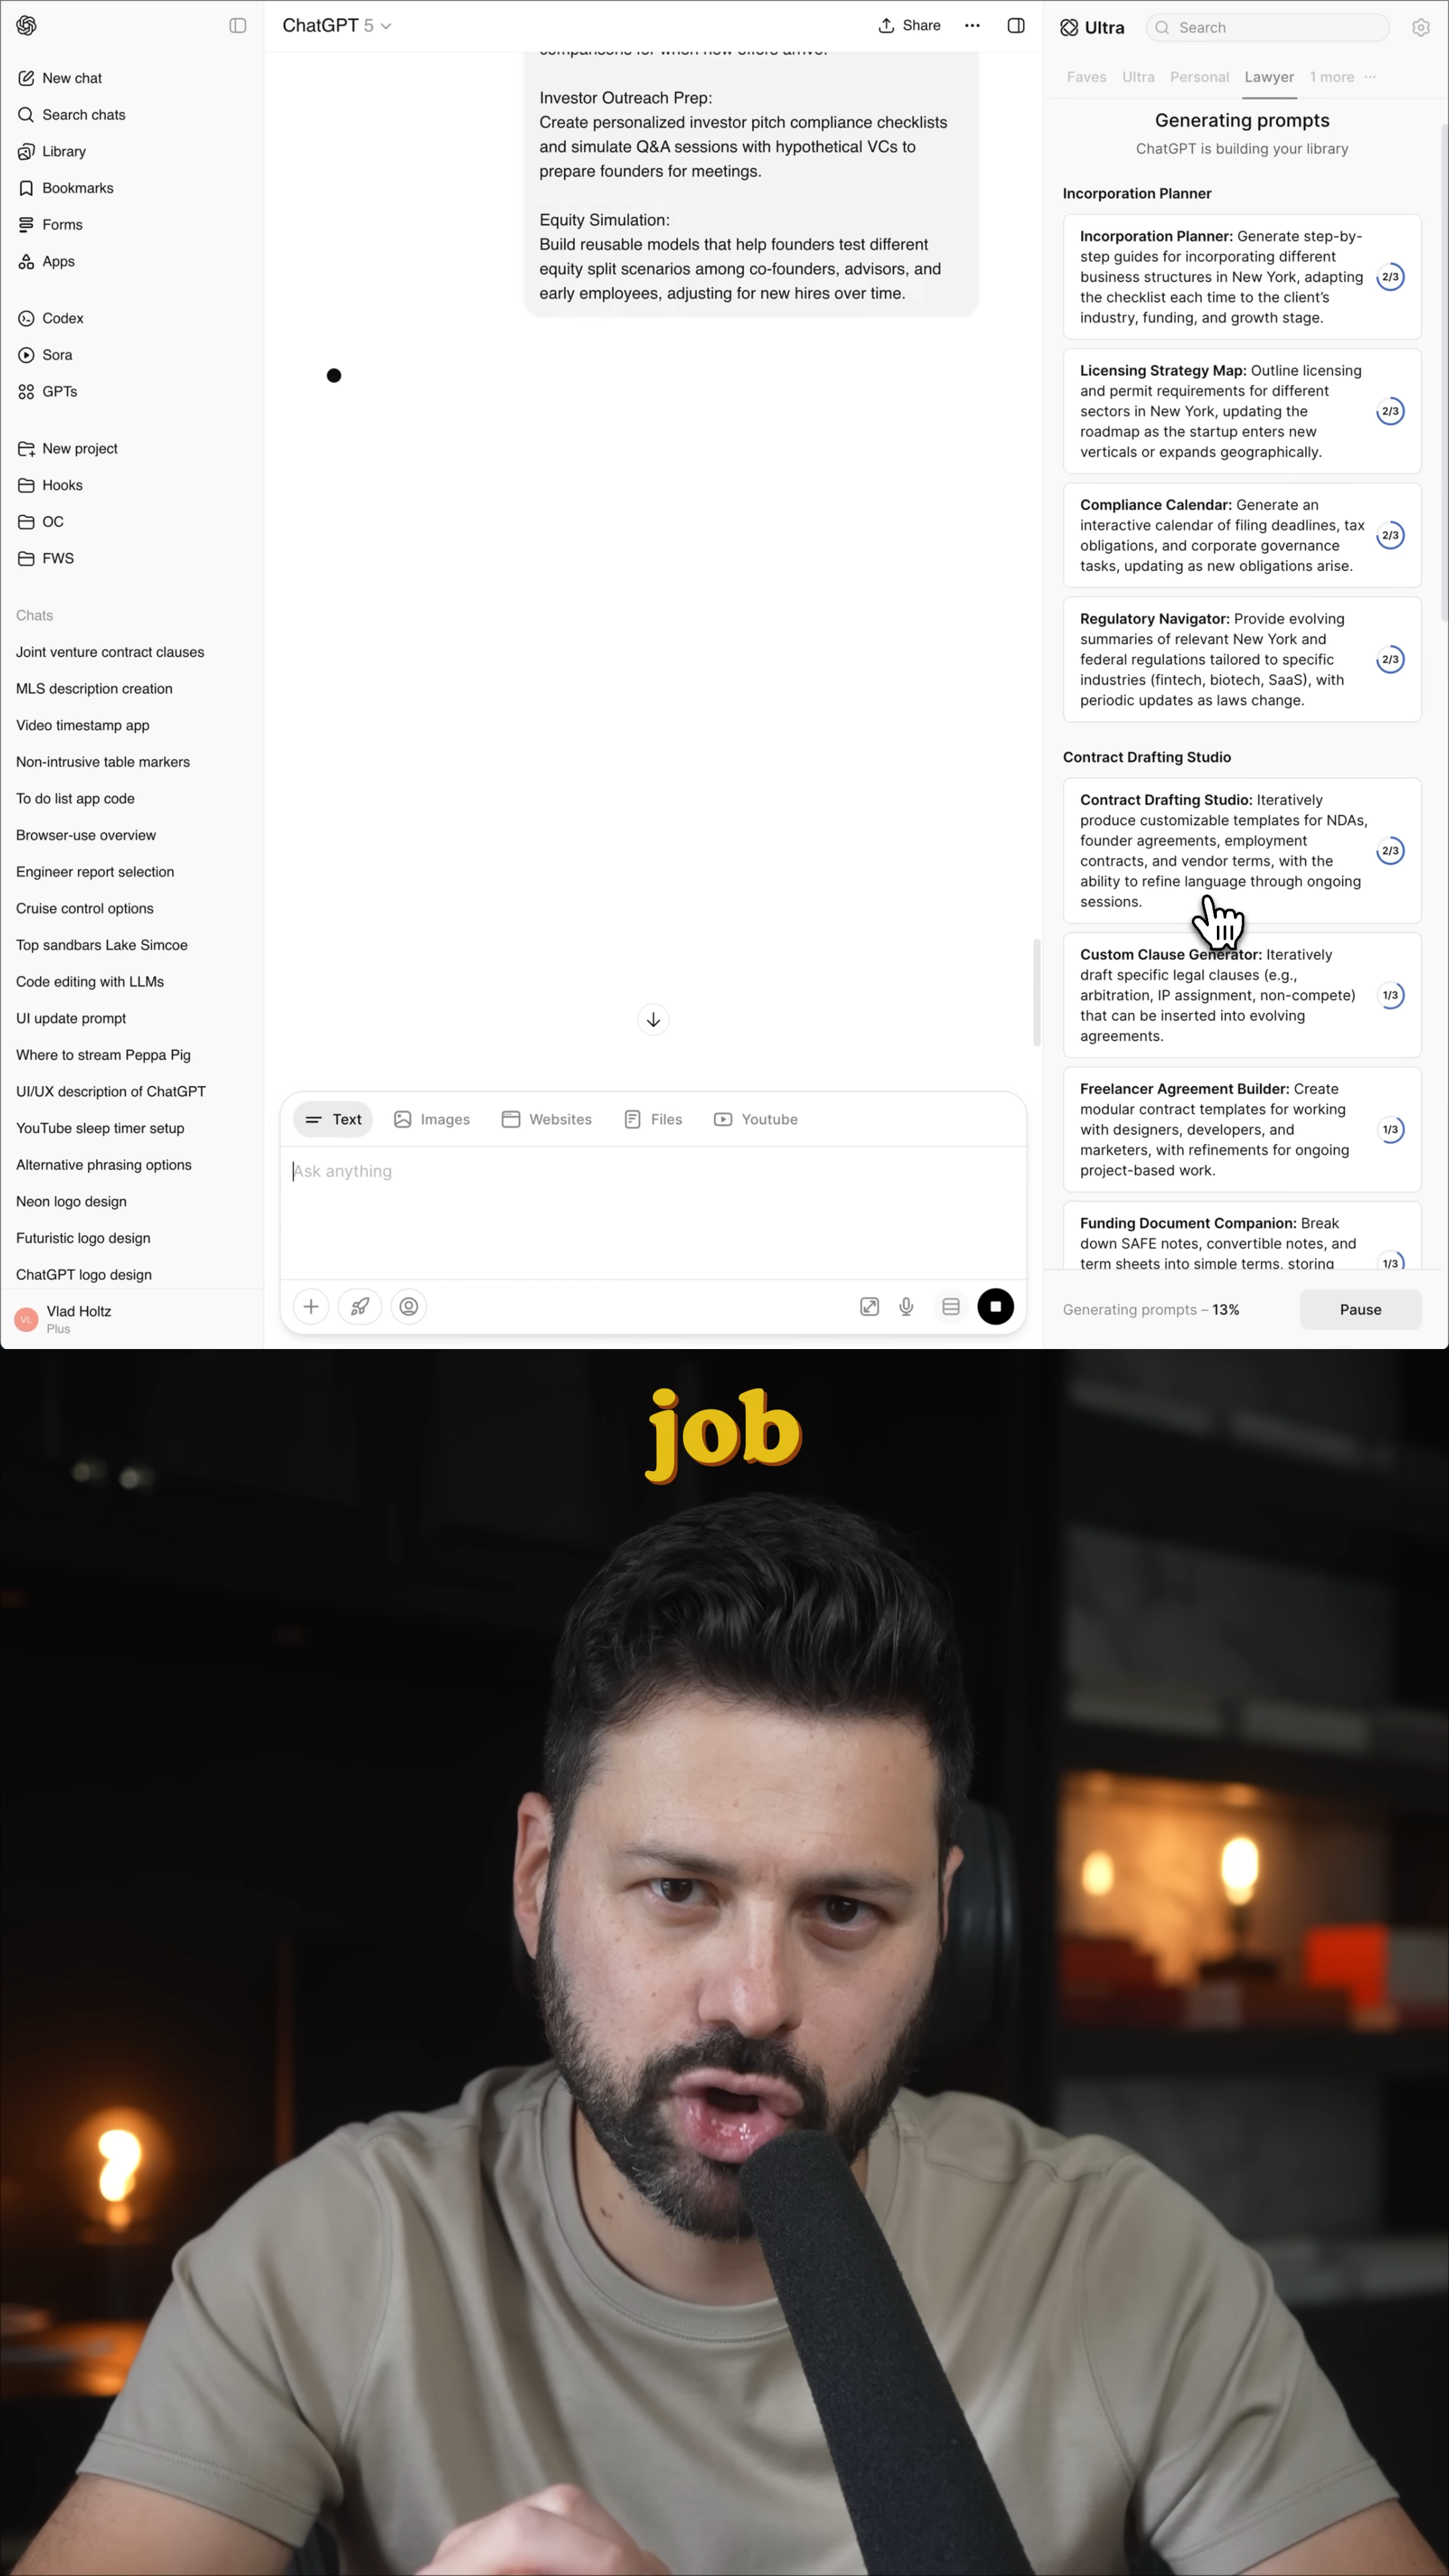 New chat
Search chats
Library
Bookmarks
Forms
Apps
Codex
Sora
GPTs
New project
Hooks
OC
FWS
Chats
Joint venture contract clauses
MLS description creation
Video timestamp app
Non-intrusive table markers
To do list app code
Browser-use overview
Engineer report selection
Cruise control options
Top sandbars Lake Simcoe
Code editing with LLMs
UI update prompt
Where to stream Peppa Pig
UI/UX description of ChatGPT
YouTube sleep timer setup
Alternative phrasing options
Neon logo design
Futuristic logo design
ChatGPT logo design
VL
Vlad Holtz
Plus
ChatGPT 5
Share
comparisons for when new offers arrive.
Investor Outreach Prep:
Create personalized investor pitch compliance checklists
and simulate Q&A sessions with hypothetical VCs to
prepare founders for meetings.
Equity Simulation:
Build reusable models that help founders test different
equity split scenarios among co-founders, advisors, and
early employees, adjusting for new hires over time.
Text
Images
Websites
Files
Youtube
Ask anything
Ultra
Search
Faves
Ultra
Personal
Lawyer
1 more
Generating prompts
ChatGPT is building your library
Incorporation Planner
Incorporation Planner: Generate step-by-
step guides for incorporating different
business structures in New York, adapting
the checklist each time to the client's
industry, funding, and growth stage.
2/3
Licensing Strategy Map: Outline licensing
and permit requirements for different
sectors in New York, updating the
roadmap as the startup enters new
verticals or expands geographically.
2/3
Compliance Calendar: Generate an
interactive calendar of filing deadlines, tax
obligations, and corporate governance
tasks, updating as new obligations arise.
2/3
Regulatory Navigator: Provide evolving
summaries of relevant New York and
federal regulations tailored to specific
industries (fintech, biotech, SaaS), with
periodic updates as laws change.
2/3
Contract Drafting Studio
Contract Drafting Studio: Iteratively
produce customizable templates for NDAs,
founder agreements, employment
contracts, and vendor terms, with the
ability to refine language through ongoing
sessions.
2/3
Custom Clause Generator: Iteratively
draft specific legal clauses (e.g.,
arbitration, IP assignment, non-compete)
that can be inserted into evolving
agreements.
1/3
Freelancer Agreement Builder: Create
modular contract templates for working
with designers, developers, and
marketers, with refinements for ongoing
project-based work.
1/3
Funding Document Companion: Break
down SAFE notes, convertible notes, and
term sheets into simple terms, storing
1/3
Generating prompts – 13%
Pause
job